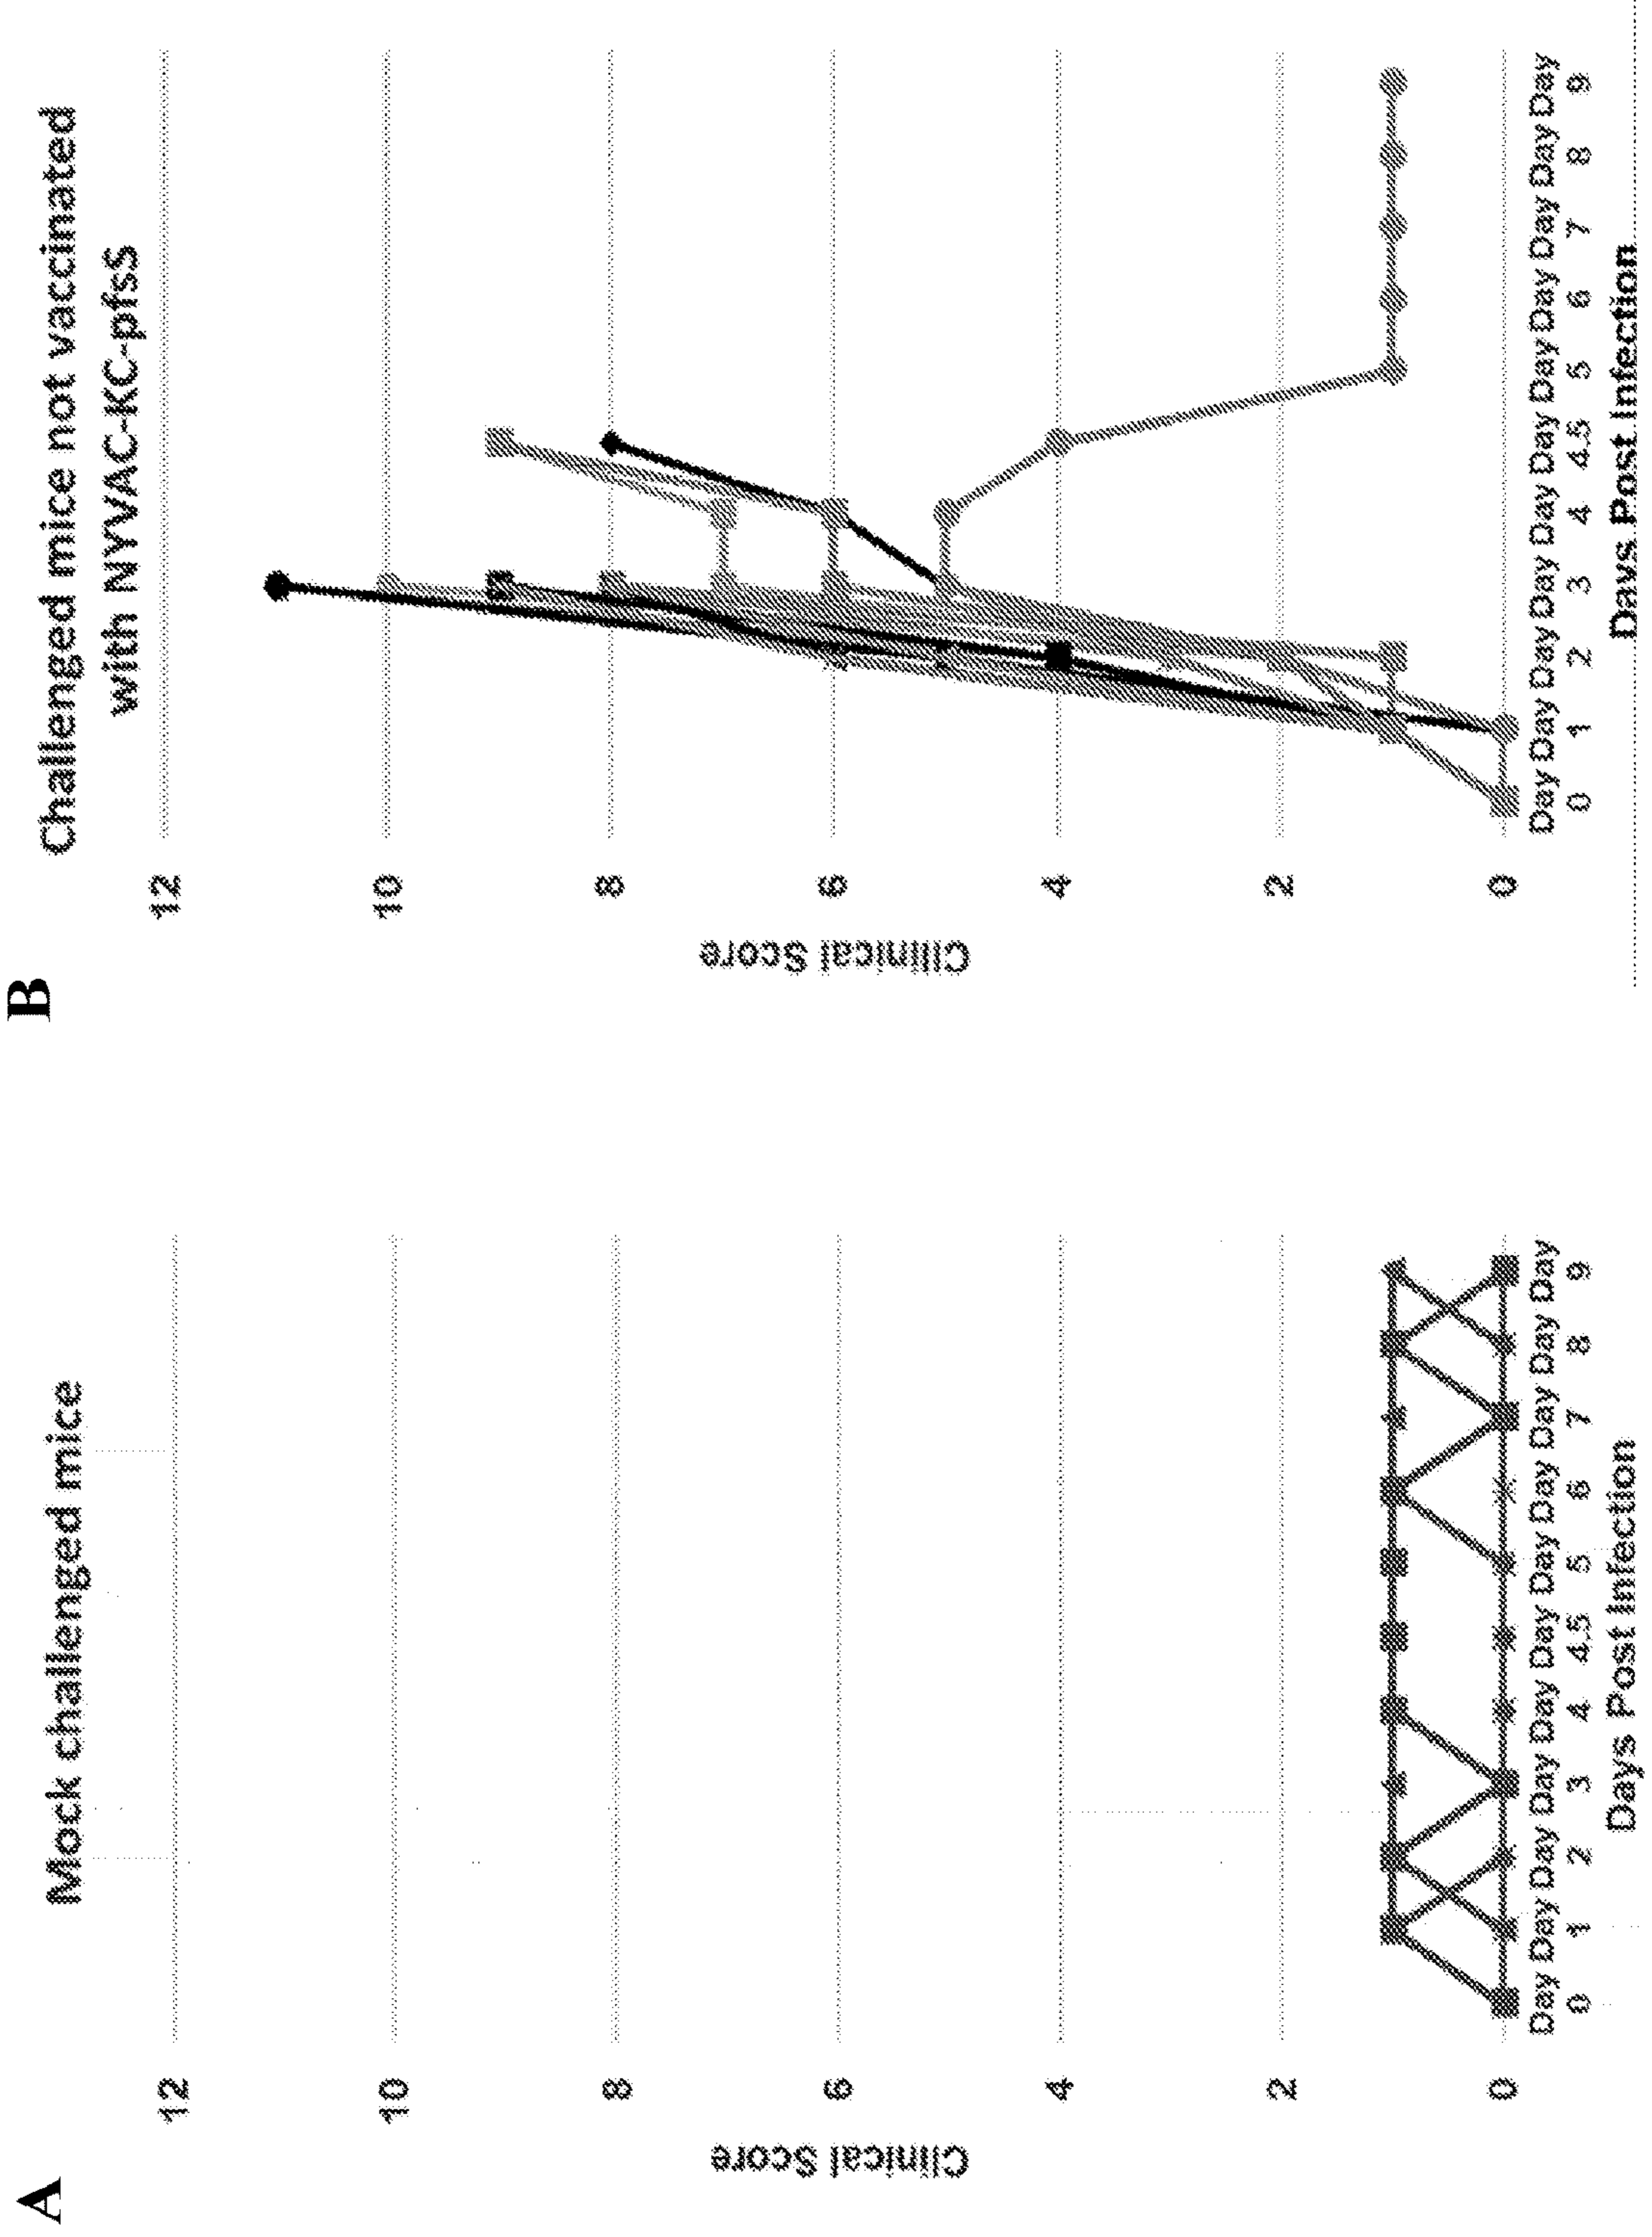 A
Mock challenged mice
Clinical Score
12
10
8
6
4
2
0
Day Day Day Day Day Day Day Day Day Day Day
0 1 2 3 4 4.5 5 6 7 8 9
Days Post Infection
B
Challenged mice not vaccinated
with NYVAC-KC-pfsS
Cllinical Score
12
10
8
6
4
2
0
Day Day Day Day Day Day Day Day Day Day Day
0 1 2 3 4 4.5 5 6 7 8 9
Days Post Infection